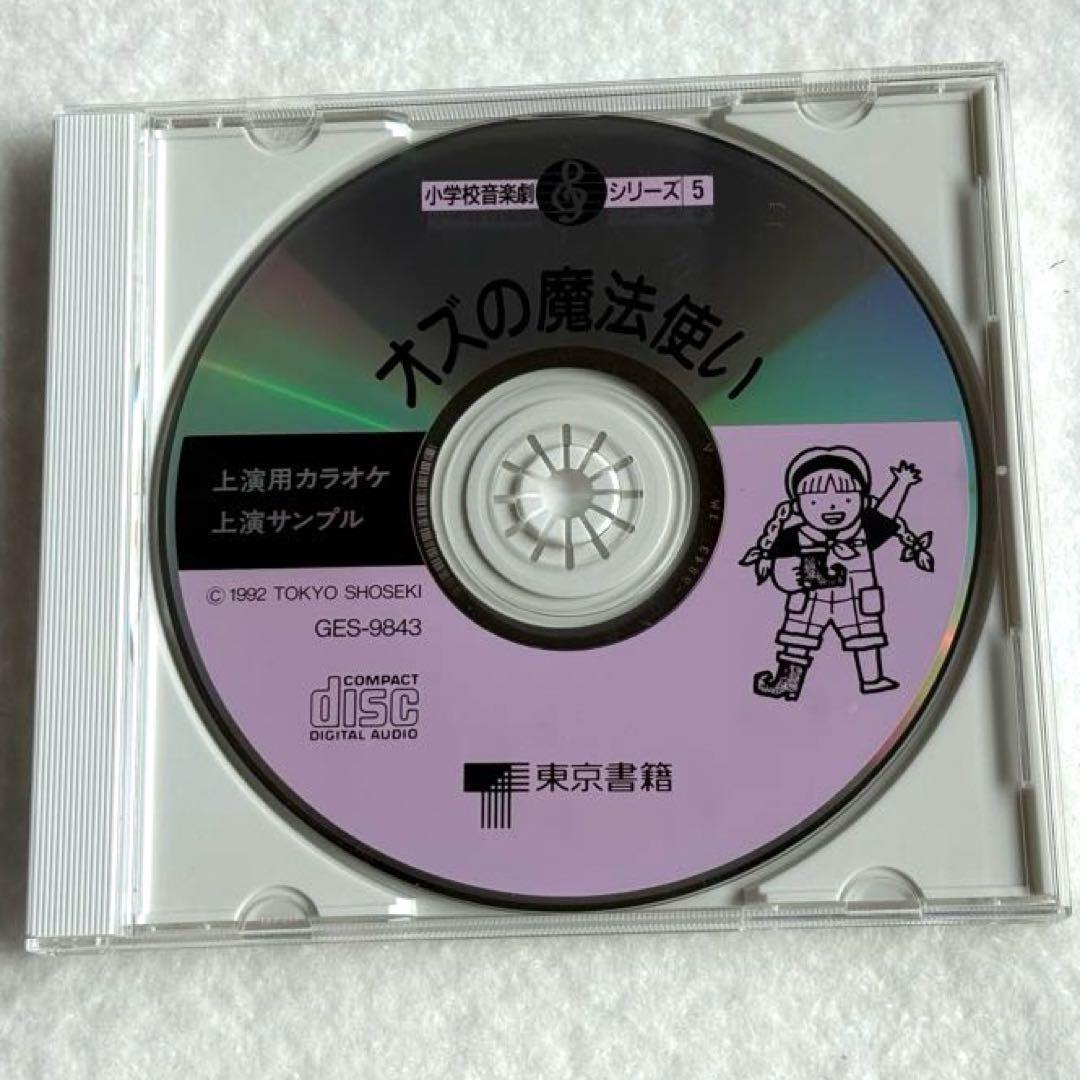 小学校音楽劇 シリーズ 5
オズの魔法使い
上演用カラオケ
上演サンプル
© 1992 TOKYO SHOSEKI
GES-9843
COMPACT
disc
DIGITAL AUDIO
東京書籍